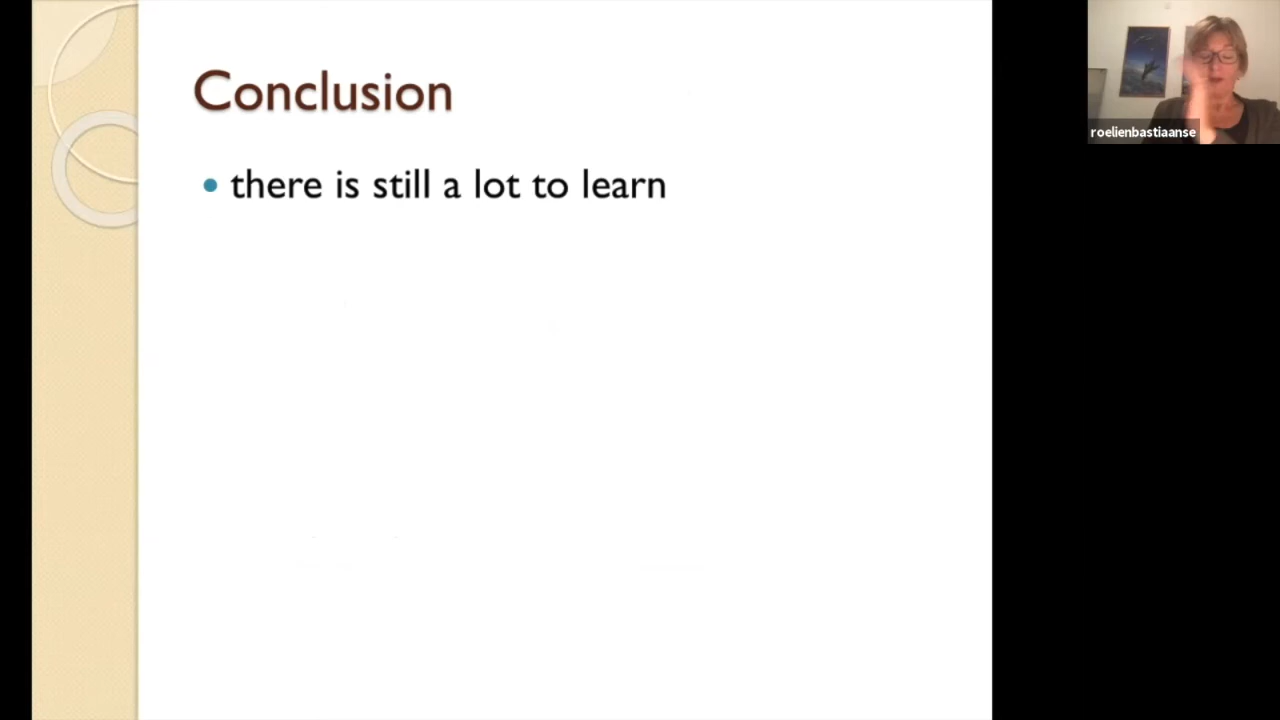 Conclusion
there is still a lot to learn
roelienbastiaanse